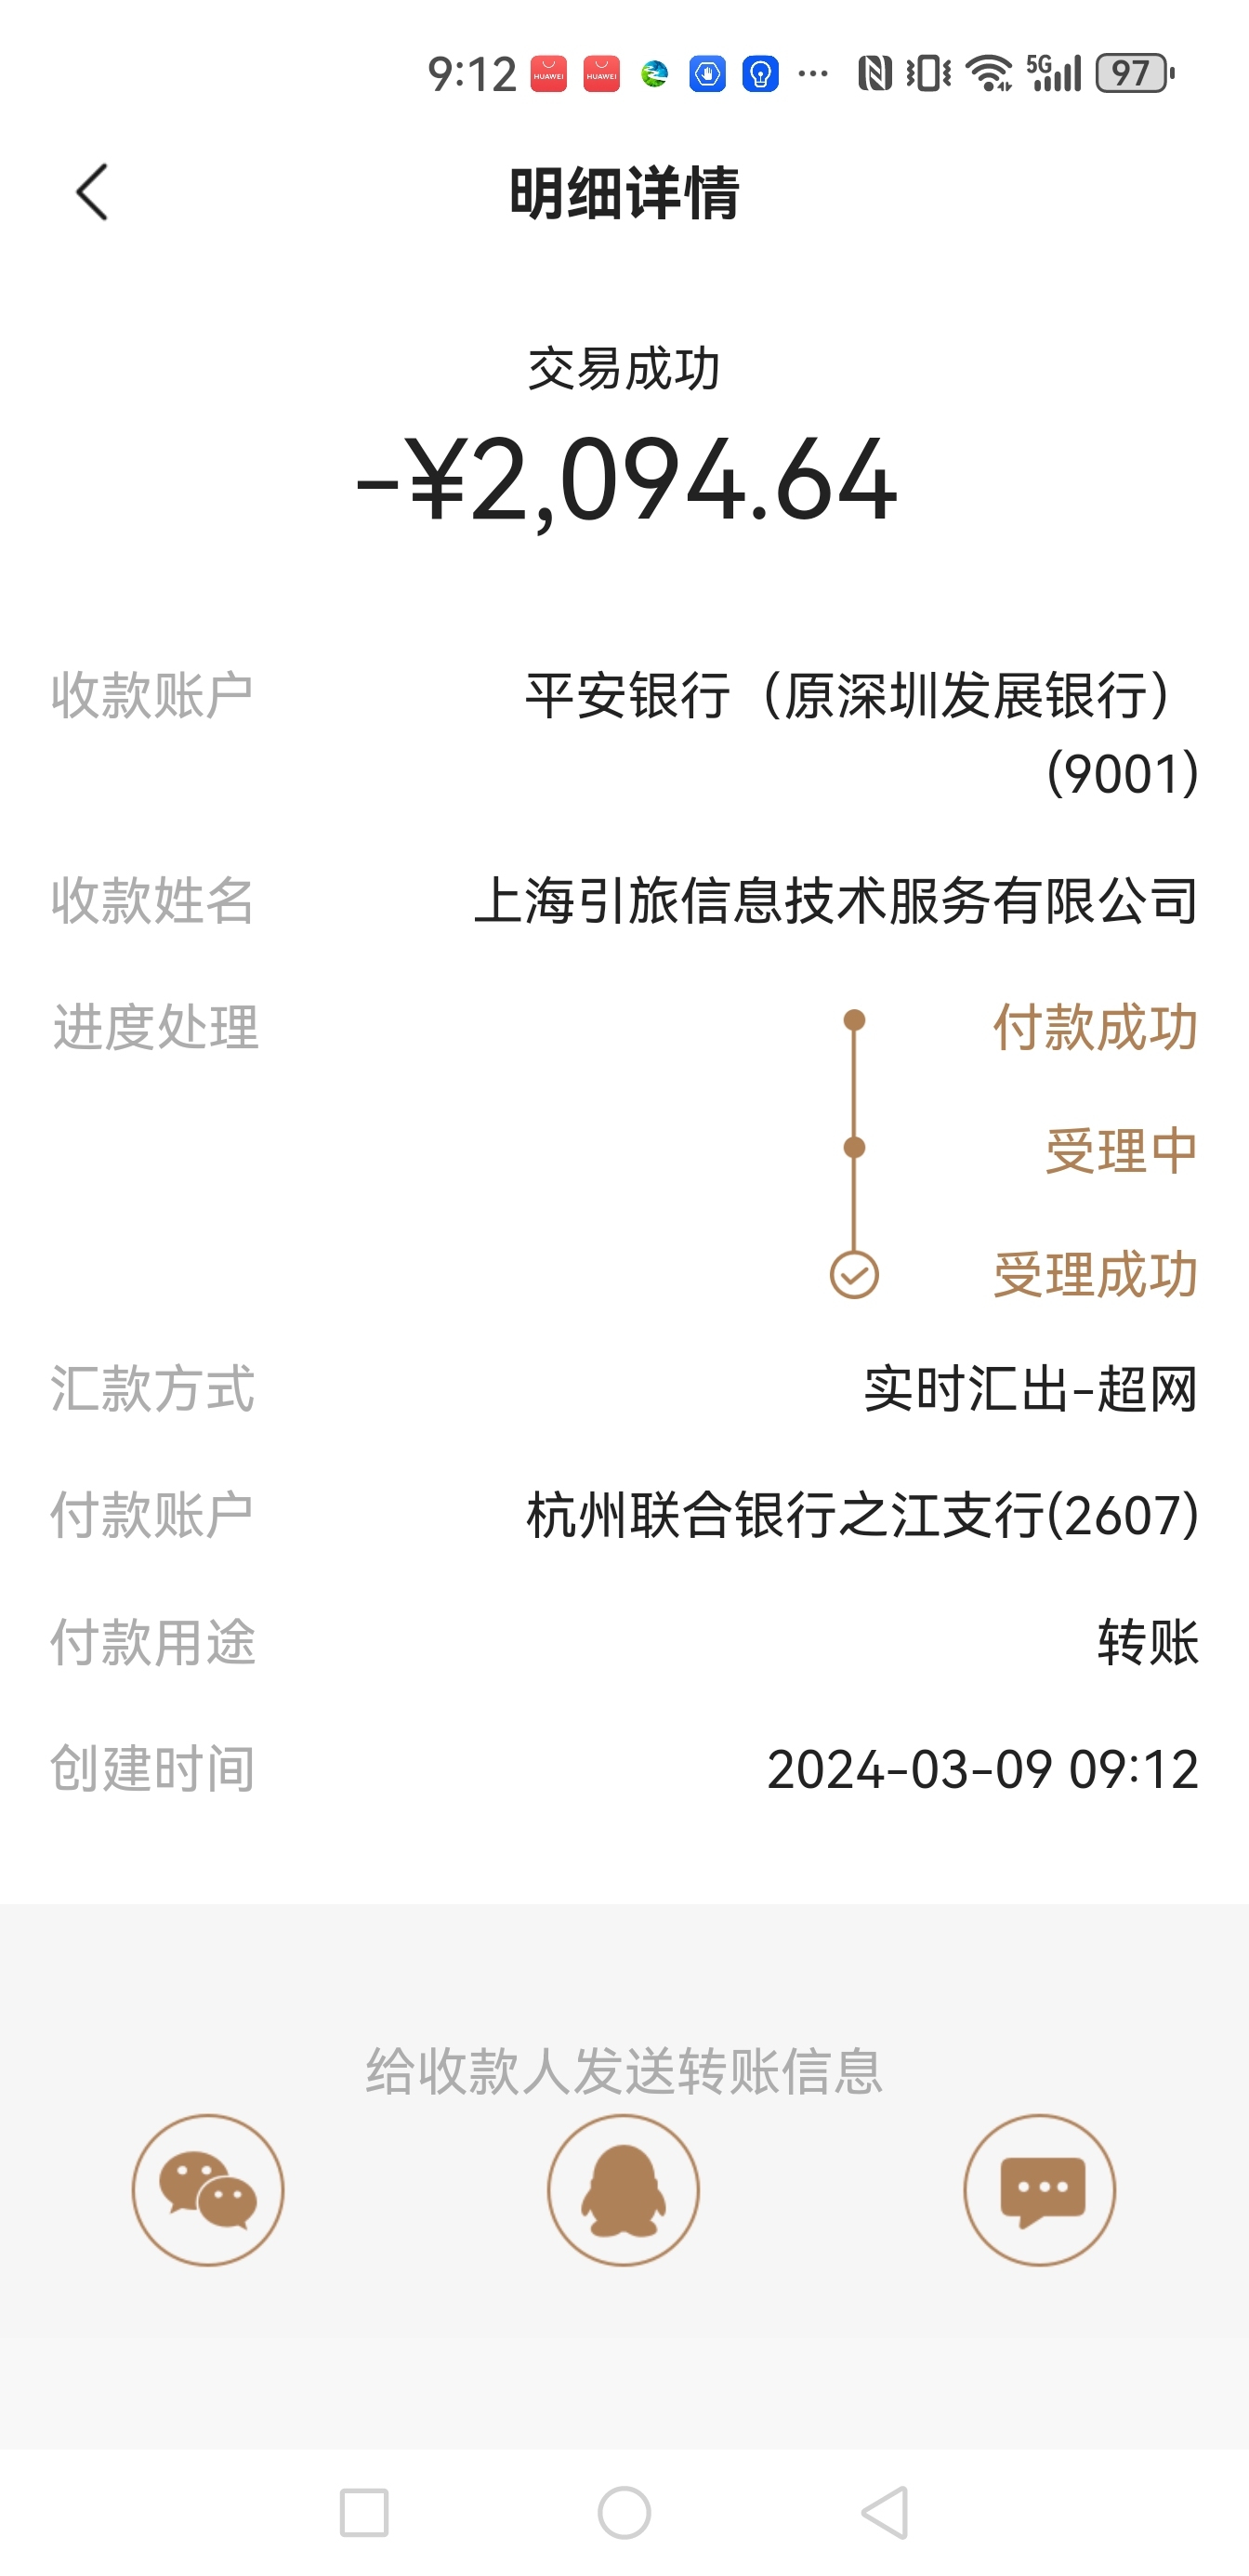 9:12 HUAWEI HUAWEI 5G 97
明细详情
交易成功
-¥2,094.64
收款账户 平安银行（原深圳发展银行）
(9001)
收款姓名 上海引旅信息技术服务有限公司
进度处理 付款成功
受理中
受理成功
汇款方式 实时汇出-超网
付款账户 杭州联合银行之江支行(2607)
付款用途 转账
创建时间 2024-03-09 09:12
给收款人发送转账信息